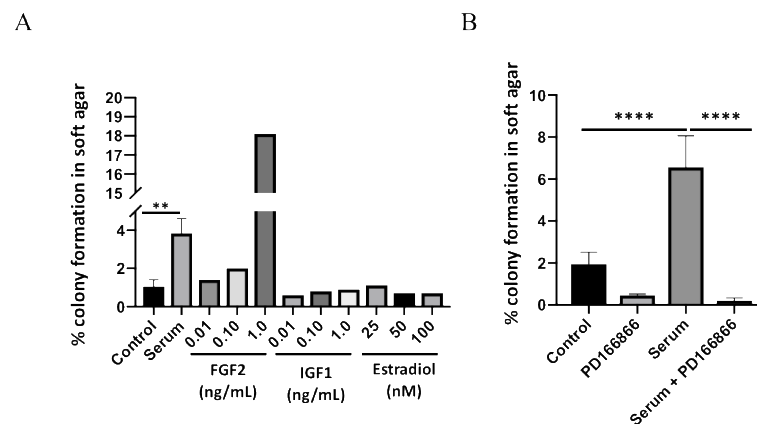 A
% colony formation in soft agar
20
19
18
17
16
15
4
2
0
**
Control
Serum
0.01
0.10
1.0
0.01
0.10
1.0
25
50
100
FGF2
(ng/mL)
IGF1
(ng/mL)
Estradiol
(nM)
B
% colony formation in soft agar
10
8
6
4
2
0
****
****
Control
PD166866
Serum
Serum + PD166866